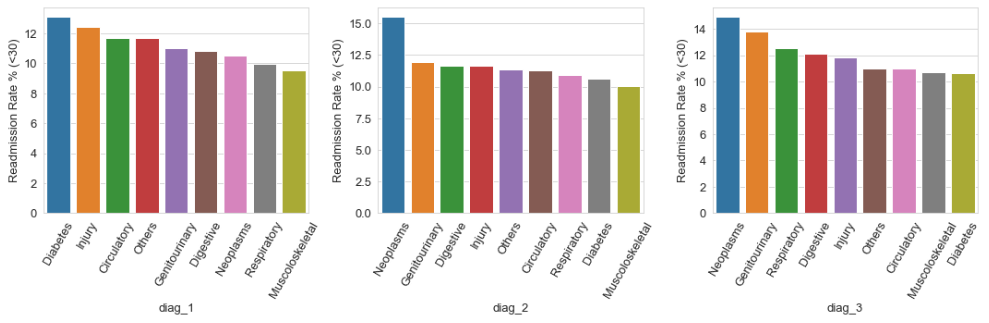 Readmission Rate % (<30)
12
10
8
6
4
2
0
Diabetes
Injury
Circulatory
Others
Genitourinary
Digestive
Neoplasms
Respiratory
Muscoloskeletal
diag_1
Readmission Rate % (<30)
15.0
12.5
10.0
7.5
5.0
2.5
0.0
Neoplasms
Genitourinary
Digestive
Injury
Others
Circulatory
Respiratory
Diabetes
Muscoloskeletal
diag_2
Readmission Rate % (<30)
14
12
10
8
6
4
2
0
Neoplasms
Genitourinary
Respiratory
Digestive
Injury
Others
Circulatory
Muscoloskeletal
Diabetes
diag_3